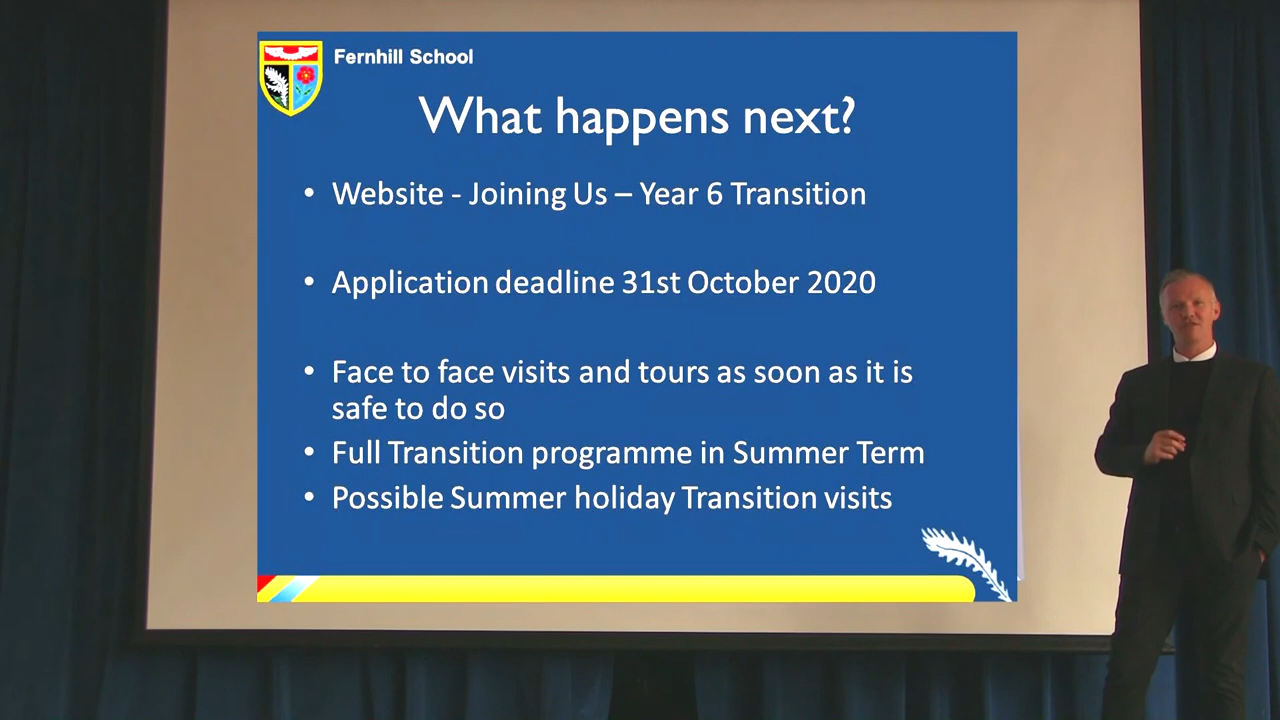 Fernhill School
What happens next?
• Website - Joining Us – Year 6 Transition
• Application deadline 31st October 2020
• Face to face visits and tours as soon as it is
safe to do so
• Full Transition programme in Summer Term
• Possible Summer holiday Transition visits